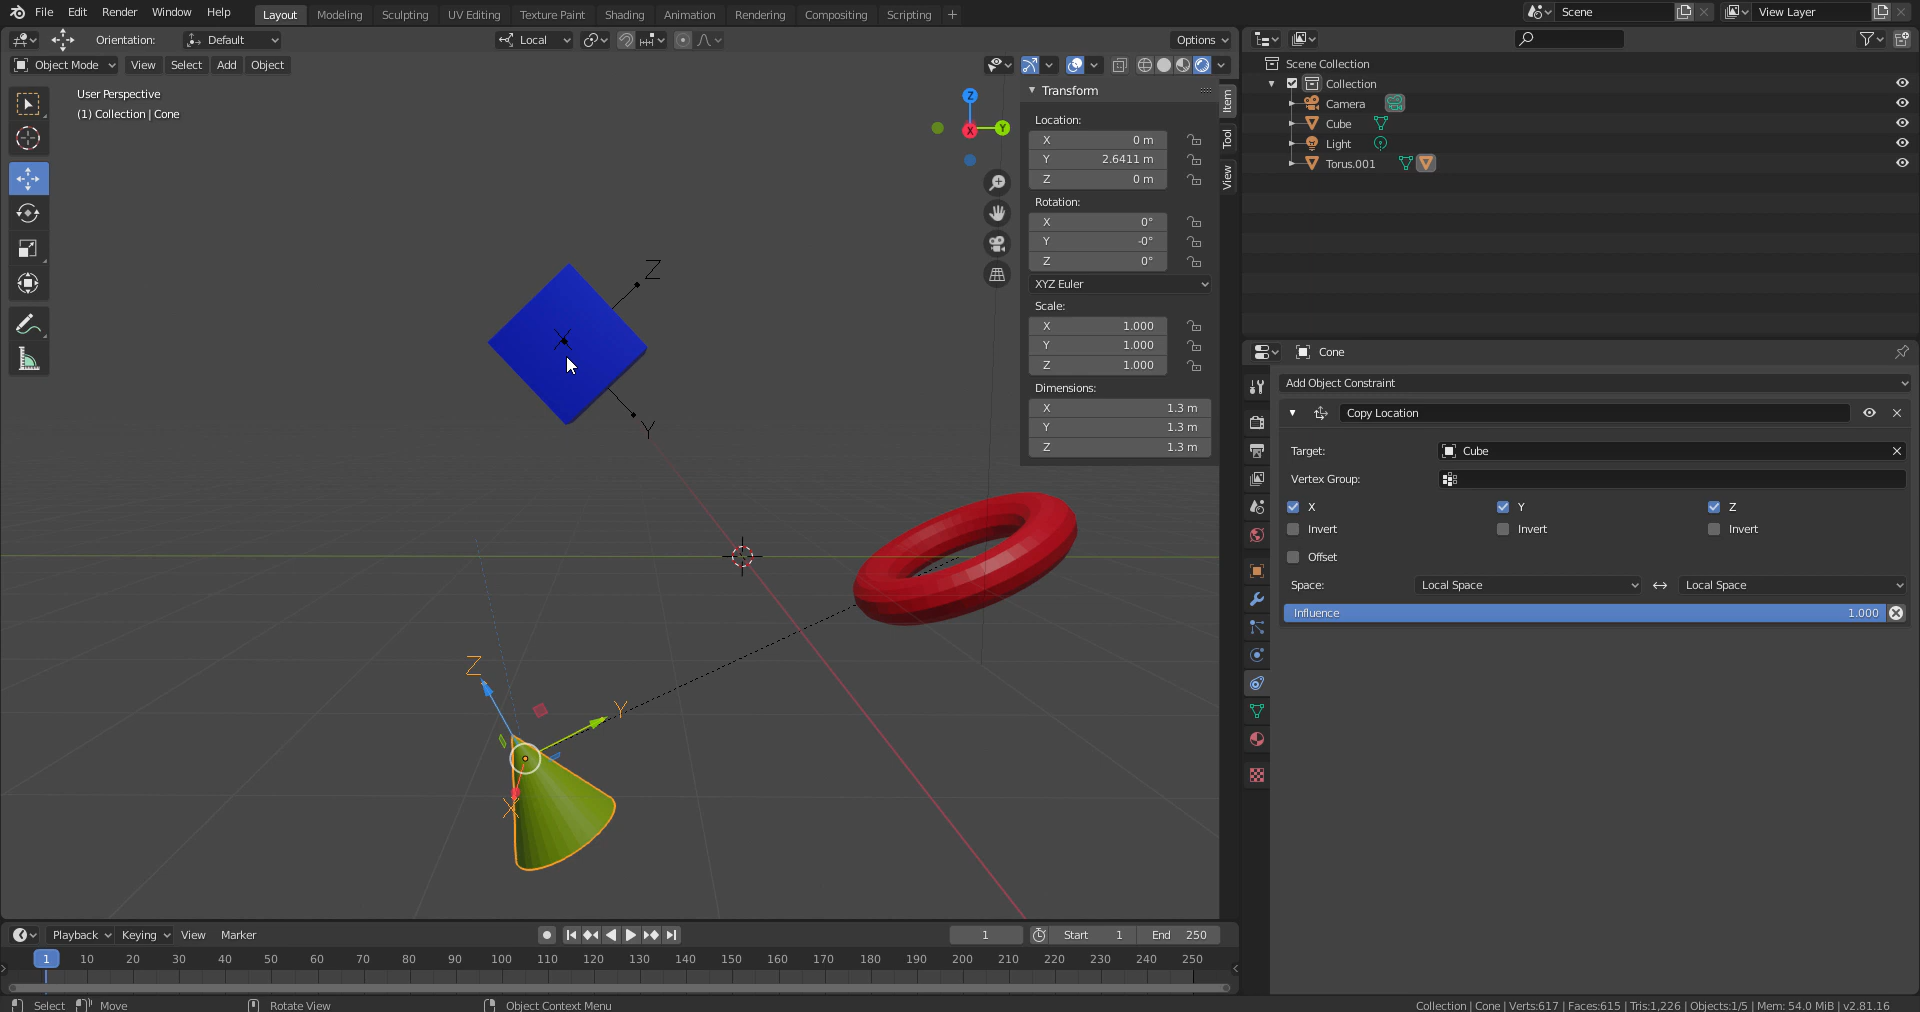 File Edit Render Window Help Layout Modeling Sculpting UV Editing Texture Paint Shading Animation Rendering Compositing Scripting + Scene View Layer
Orientation: Default Local Options
Object Mode View Select Add Object
User Perspective
(1) Collection | Cone
Z
Y
X
Z
X
Y
Z
Y
X
Transform
Location:
X 0 m
Y 2.6411 m
Z 0 m
Rotation:
X 0°
Y -0°
Z 0°
XYZ Euler
Scale:
X 1.000
Y 1.000
Z 1.000
Dimensions:
X 1.3 m
Y 1.3 m
Z 1.3 m
Item
Tool
View
Scene Collection
Collection
Camera
Cube
Light
Torus.001
Cone
Add Object Constraint
Copy Location
Target: Cube
Vertex Group:
X Y Z
Invert Invert Invert
Offset
Space: Local Space Local Space
Influence 1.000
Playback Keying View Marker 1 Start 1 End 250
1 10 20 30 40 50 60 70 80 90 100 110 120 130 140 150 160 170 180 190 200 210 220 230 240 250
Select Move Rotate View Object Context Menu Collection | Cone | Verts:617 | Faces:615 | Tris:1,226 | Objects:1/5 | Mem: 54.0 MiB | v2.81.16